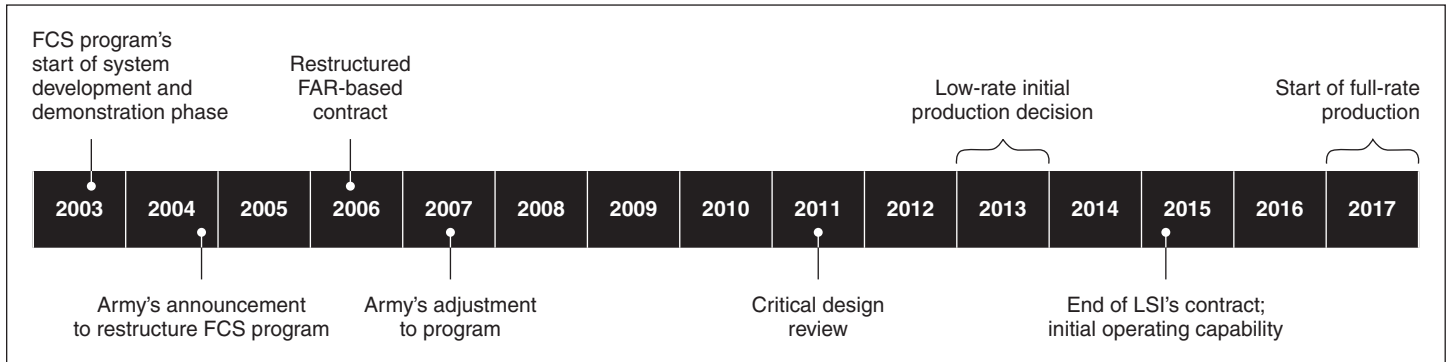 FCS program’s
start of system
development and
demonstration phase
Restructured
FAR-based
contract
Low-rate initial
production decision
Start of full-rate
production
2003 2004 2005 2006 2007 2008 2009 2010 2011 2012 2013 2014 2015 2016 2017
Army’s announcement
to restructure FCS program
Army’s adjustment
to program
Critical design
review
End of LSI’s contract;
initial operating capability